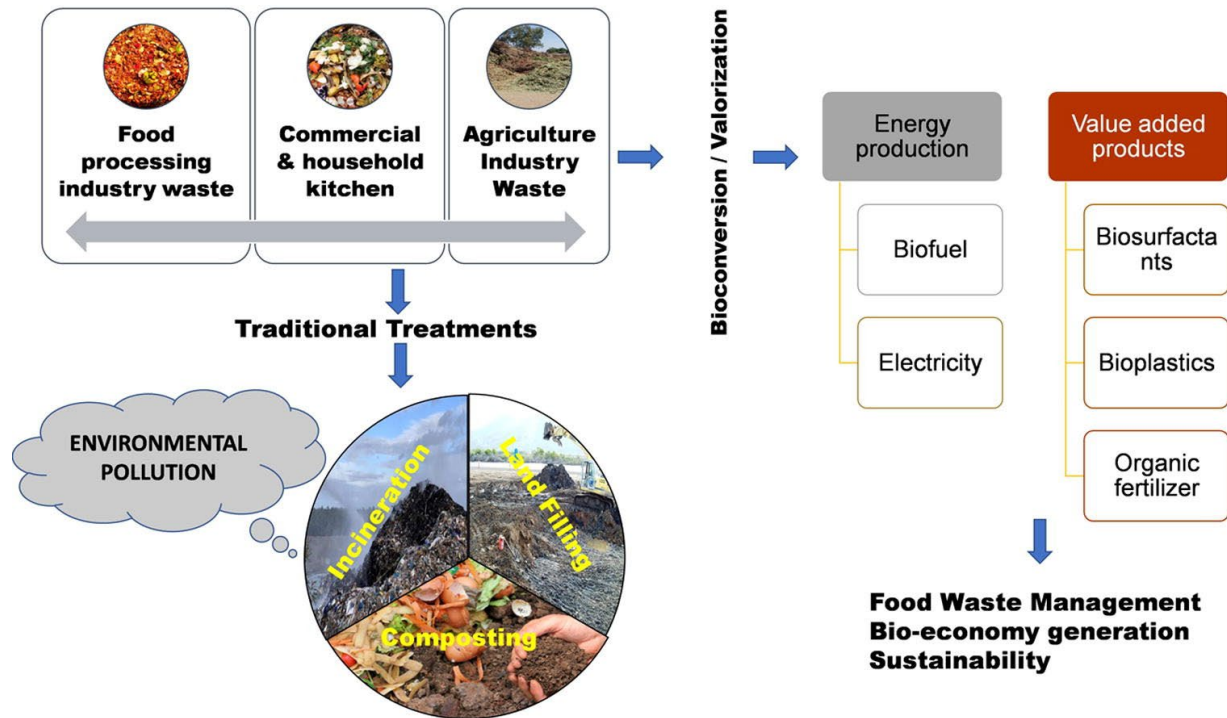 Food
processing
industry waste
Commercial
& household
kitchen
Agriculture
Industry
Waste
Bioconversion / Valorization
Energy
production
Biofuel
Electricity
Value added
products
Biosurfacta
nts
Bioplastics
Organic
fertilizer
Traditional Treatments
ENVIRONMENTAL
POLLUTION
Incineration
Land Filling
Composting
Food Waste Management
Bio-economy generation
Sustainability